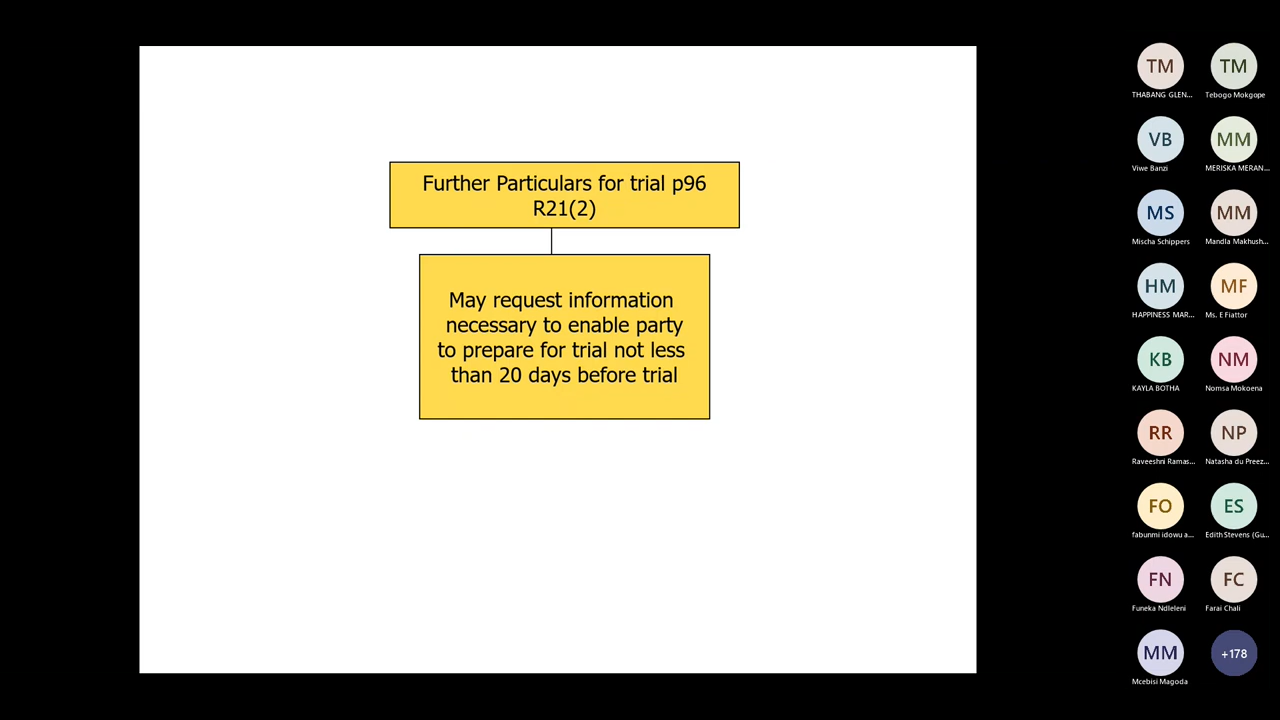 Further Particulars for trial p96
R21(2)
May request information
necessary to enable party
to prepare for trial not less
than 20 days before trial
TM
TM
THABANG GLEN...
Tebogo Mokgope
VB
MM
Viwe Banzi
MERISKA MERAN...
MS
MM
Mischa Schippers
Mandla Makhush...
HM
MF
HAPPINESS MAR...
Ms. E Fiattor
KB
NM
KAYLA BOTHA
Nomsa Mokoena
RR
NP
Raveeshni Ramas...
Natasha du Preez...
FO
ES
fabunmi idowu a...
Edith Stevens (Gu...
FN
FC
Funeka Ndleleni
Farai Chali
MM
+178
Mcebisi Magoda